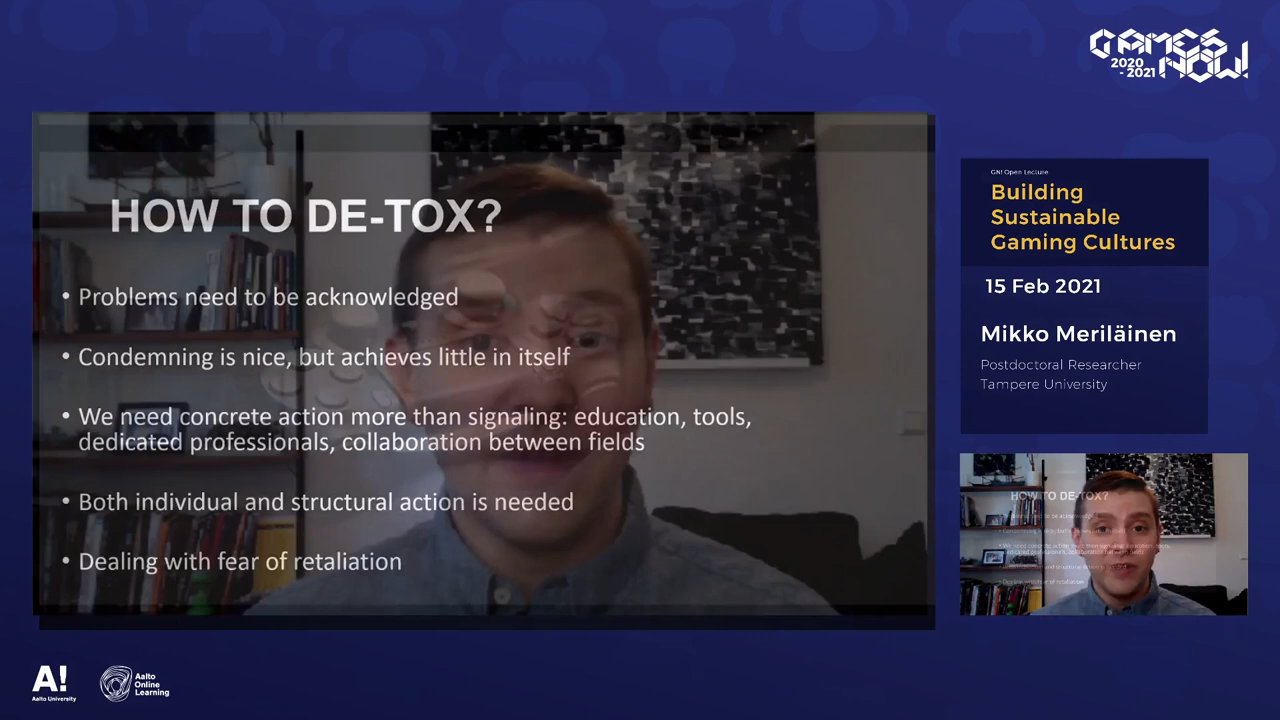 GAMES
2020
- 2021
NOW!
HOW TO DE-TOX?
• Problems need to be acknowledged
• Condemning is nice, but achieves little in itself
• We need concrete action more than signaling: education, tools,
dedicated professionals, collaboration between fields
• Both individual and structural action is needed
• Dealing with fear of retaliation
GN! Open Lecture
Building
Sustainable
Gaming Cultures
15 Feb 2021
Mikko Meriläinen
Postdoctoral Researcher
Tampere University
HOW TO DE-TOX?
A!
Aalto University
Aalto
Online
Learning